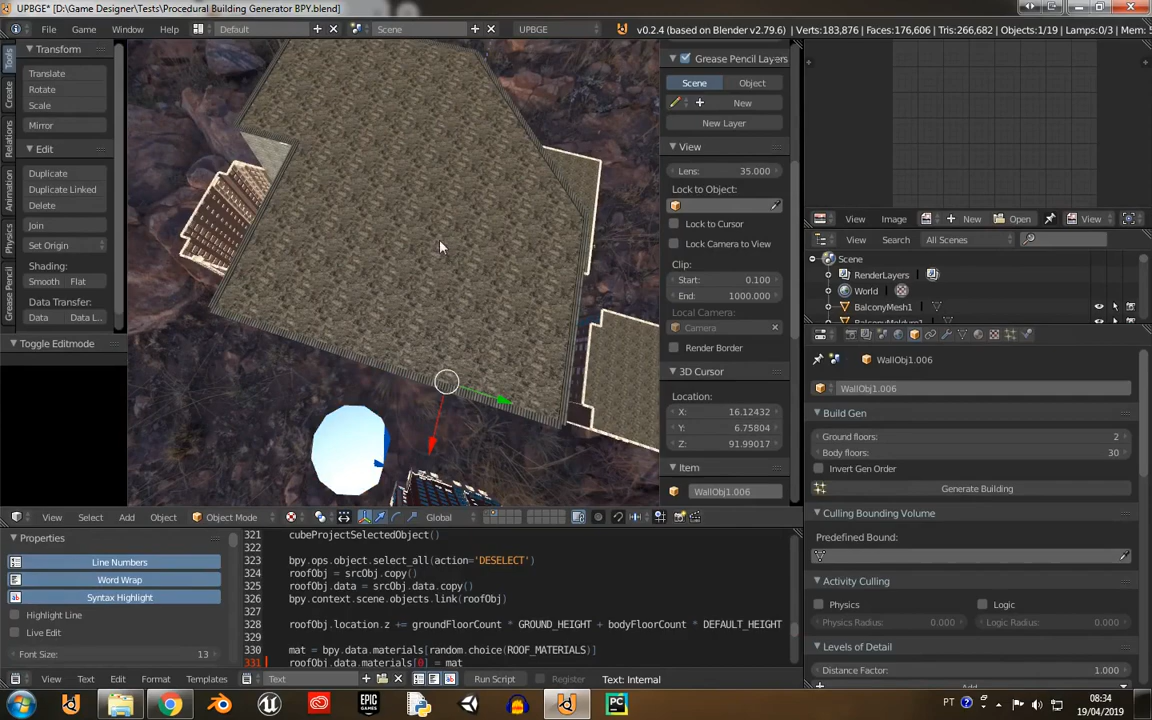 UPBGE* [D:\Game Designer\Tests\Procedural Building Generator BPY.blend]
File Game Window Help Default Scene UPBGE v0.2.4 (based on Blender v2.79.6) | Verts:183,876 | Faces:176,606 | Tris:266,682 | Objects:1/19 | Lamps:0/3 | Mem:
Tools
Create
Relations
Animation
Physics
Grease Pencil
Transform
Translate
Rotate
Scale
Mirror
Edit
Duplicate
Duplicate Linked
Delete
Join
Set Origin
Shading:
Smooth Flat
Data Transfer:
Data Data L..
Toggle Editmode
Grease Pencil Layers
Scene Object
New
New Layer
View
Lens: 35.000
Lock to Object:
Lock to Cursor
Lock Camera to View
Clip:
Start: 0.100
End: 1000.000
Local Camera:
Camera
Render Border
3D Cursor
Location:
X: 16.12432
Y: 6.75804
Z: 91.99017
Item
WallObj1.006
View Select Add Object Object Mode Global
View Image New Open View
View Search All Scenes
Scene
RenderLayers
World
BalconyMesh1
WallObj1.006
WallObj1.006
Build Gen
Ground floors: 2
Body floors: 30
Invert Gen Order
Generate Building
Culling Bounding Volume
Predefined Bound:
Activity Culling
Physics Logic
Physics Radius: 0.000 Logic Radius: 0.000
Levels of Detail
Distance Factor: 1.000
Properties
Line Numbers
Word Wrap
Syntax Highlight
Highlight Line
Live Edit
Font Size: 13
321 cubeProjectSelectedObject()
322
323 bpy.ops.object.select_all(action='DESELECT')
324 roofObj = srcObj.copy()
325 roofObj.data = srcObj.data.copy()
326 bpy.context.scene.objects.link(roofObj)
327
328 roofObj.location.z += groundFloorCount * GROUND_HEIGHT + bodyFloorCount * DEFAULT_HEIGHT
329
330 mat = bpy.data.materials[random.choice(ROOF_MATERIALS)]
331 roofObj.data.materials[0] = mat
View Text Edit Format Templates Text Run Script Register Text: Internal
EPIC GAMES
PC
PT 08:34
19/04/2019